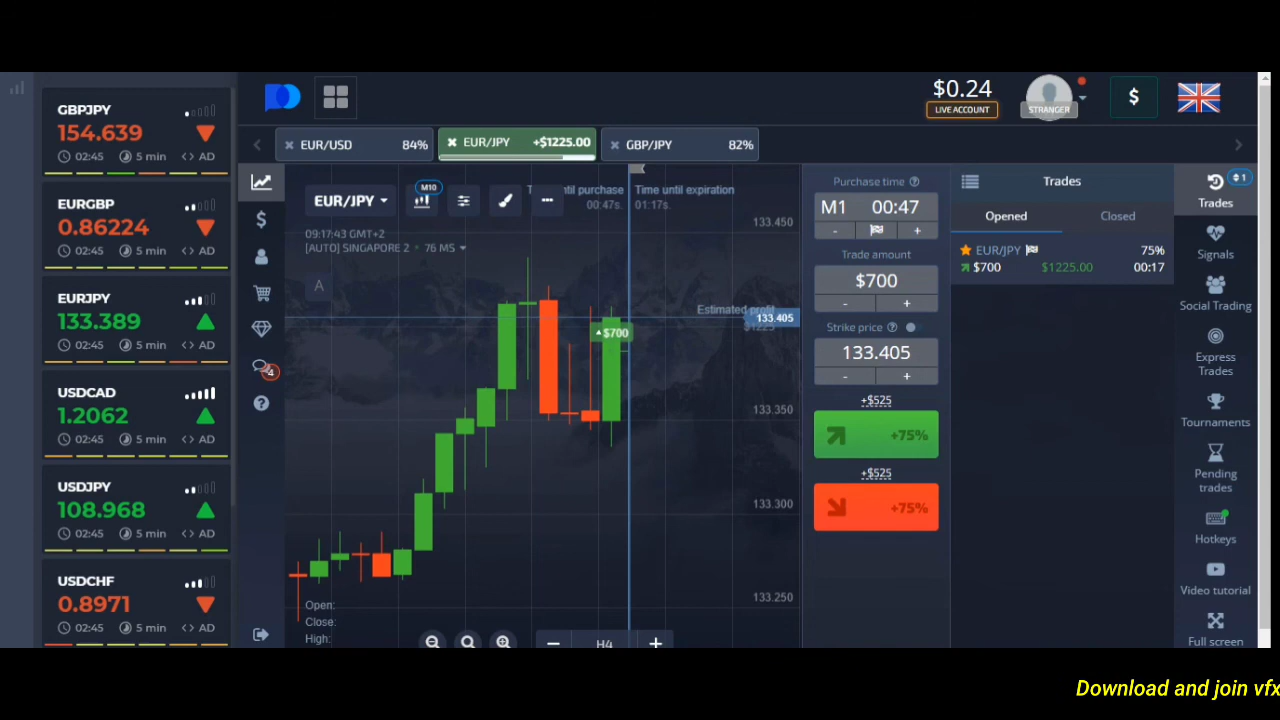 $0.24
LIVE ACCOUNT
STRANGER
$
GBPJPY
154.639
02:45 5 min <> AD
EURGBP
0.86224
02:45 5 min <> AD
EURJPY
133.389
02:45 5 min <> AD
USDCAD
1.2062
02:45 5 min <> AD
USDJPY
108.968
02:45 5 min <> AD
USDCHF
0.8971
02:45 5 min <> AD
EUR/USD 84%
EUR/JPY +$1225.00
GBP/JPY 82%
4
EUR/JPY
M10
until purchase
00:47s.
Time until expiration
01:17s.
09:17:43 GMT+2
[AUTO] SINGAPORE 2 • 76 MS
A
133.450
Estimated profit
133.405
$1225
$700
133.350
133.300
133.250
Open:
Close:
High:
H4
Purchase time
M1 00:47
- +
Trade amount
$700
- +
Strike price
133.405
- +
+$525
+75%
+$525
+75%
Trades
Opened Closed
EUR/JPY 75%
$700 $1225.00 00:17
1
Trades
Signals
Social Trading
Express
Trades
Tournaments
Pending
trades
Hotkeys
Video tutorial
Full screen
Download and join vfx